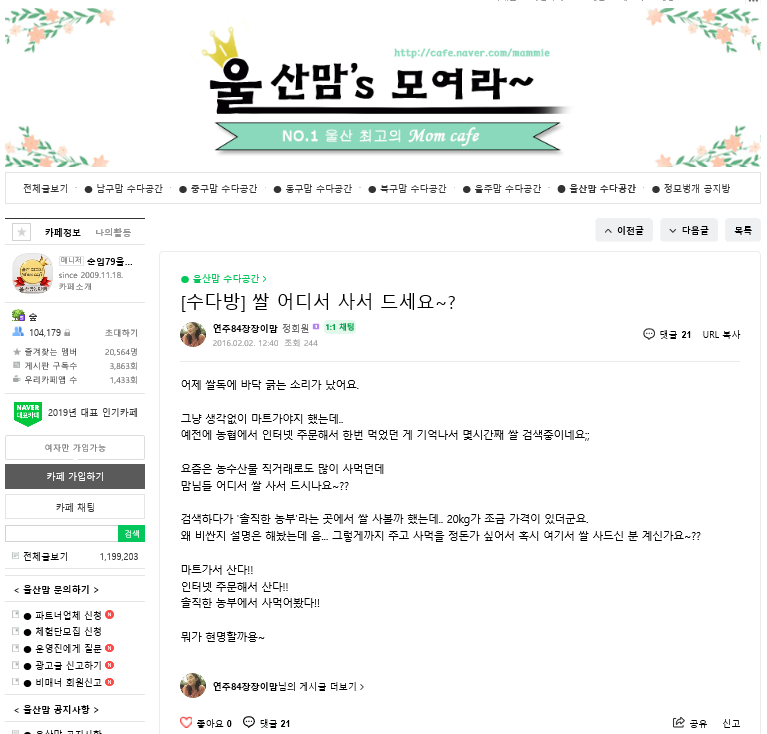 http://cafe.naver.com/mammie
울산맘's 모여라~
NO.1 울산 최고의 Mom cafe
전체글보기 · ● 남구맘 수다공간 · ● 중구맘 수다공간 · ● 동구맘 수다공간 · ● 북구맘 수다공간 · ● 울주맘 수다공간 · ● 울산맘 수다공간 · ● 정모벙개 공지방
카페정보 나의활동
이전글 다음글 목록
매니저 순임79울...
since 2009.11.18.
카페소개
숲
104,179 초대하기
즐겨찾는 멤버 20,564명
게시판 구독수 3,863회
우리카페앱 수 1,433회
NAVER 대표카페 2019년 대표 인기카페
여자만 가입가능
카페 가입하기
카페 채팅
검색
전체글보기 1,199,203
< 울산맘 문의하기 >
● 파트너업체 신청 N
● 체험단모집 신청
● 운영진에게 질문 N
● 광고글 신고하기 N
● 비매너 회원신고 N
< 울산맘 공지사항 >
● 울산맘 공지사항
● 울산맘 수다공간 >
[수다방] 쌀 어디서 사서 드세요~?
연주84장장이맘 정회원 1:1 채팅
2016.02.02. 12:40 조회 244
댓글 21 URL 복사
어제 쌀독에 바닥 긁는 소리가 났어요.
그냥 생각없이 마트가야지 했는데..
예전에 농협에서 인터넷 주문해서 한번 먹었던 게 기억나서 몇시간째 쌀 검색중이네요;;
요즘은 농수산물 직거래로도 많이 사먹던데
맘님들 어디서 쌀 사서 드시나요~??
검색하다가 '솔직한 농부'라는 곳에서 쌀 사볼까 했는데.. 20kg가 조금 가격이 있더군요.
왜 비싼지 설명은 해놨는데 음... 그렇게까지 주고 사먹을 정돈가 싶어서 혹시 여기서 쌀 사드신 분 계신가요~??
마트가서 산다!!
인터넷 주문해서 산다!!
솔직한 농부에서 사먹어봤다!!
뭐가 현명할까용~
연주84장장이맘님의 게시글 더보기 >
좋아요 0 댓글 21 공유 신고